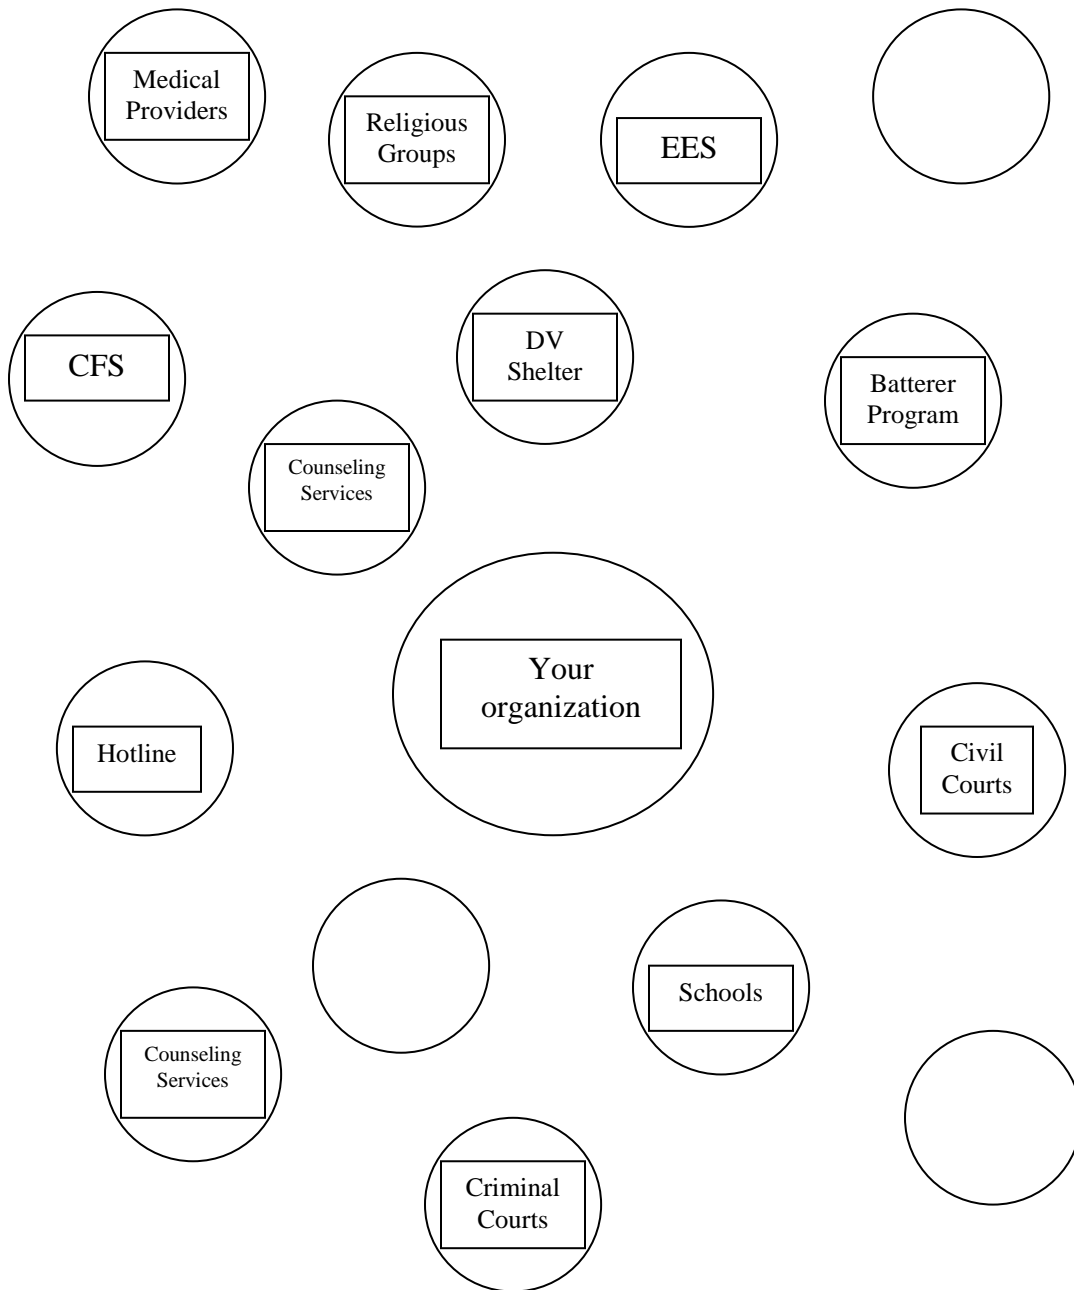 Medical
Providers
Religious
Groups
EES
CFS
DV
Shelter
Batterer
Program
Counseling
Services
Your
organization
Hotline
Civil
Courts
Schools
Counseling
Services
Criminal
Courts